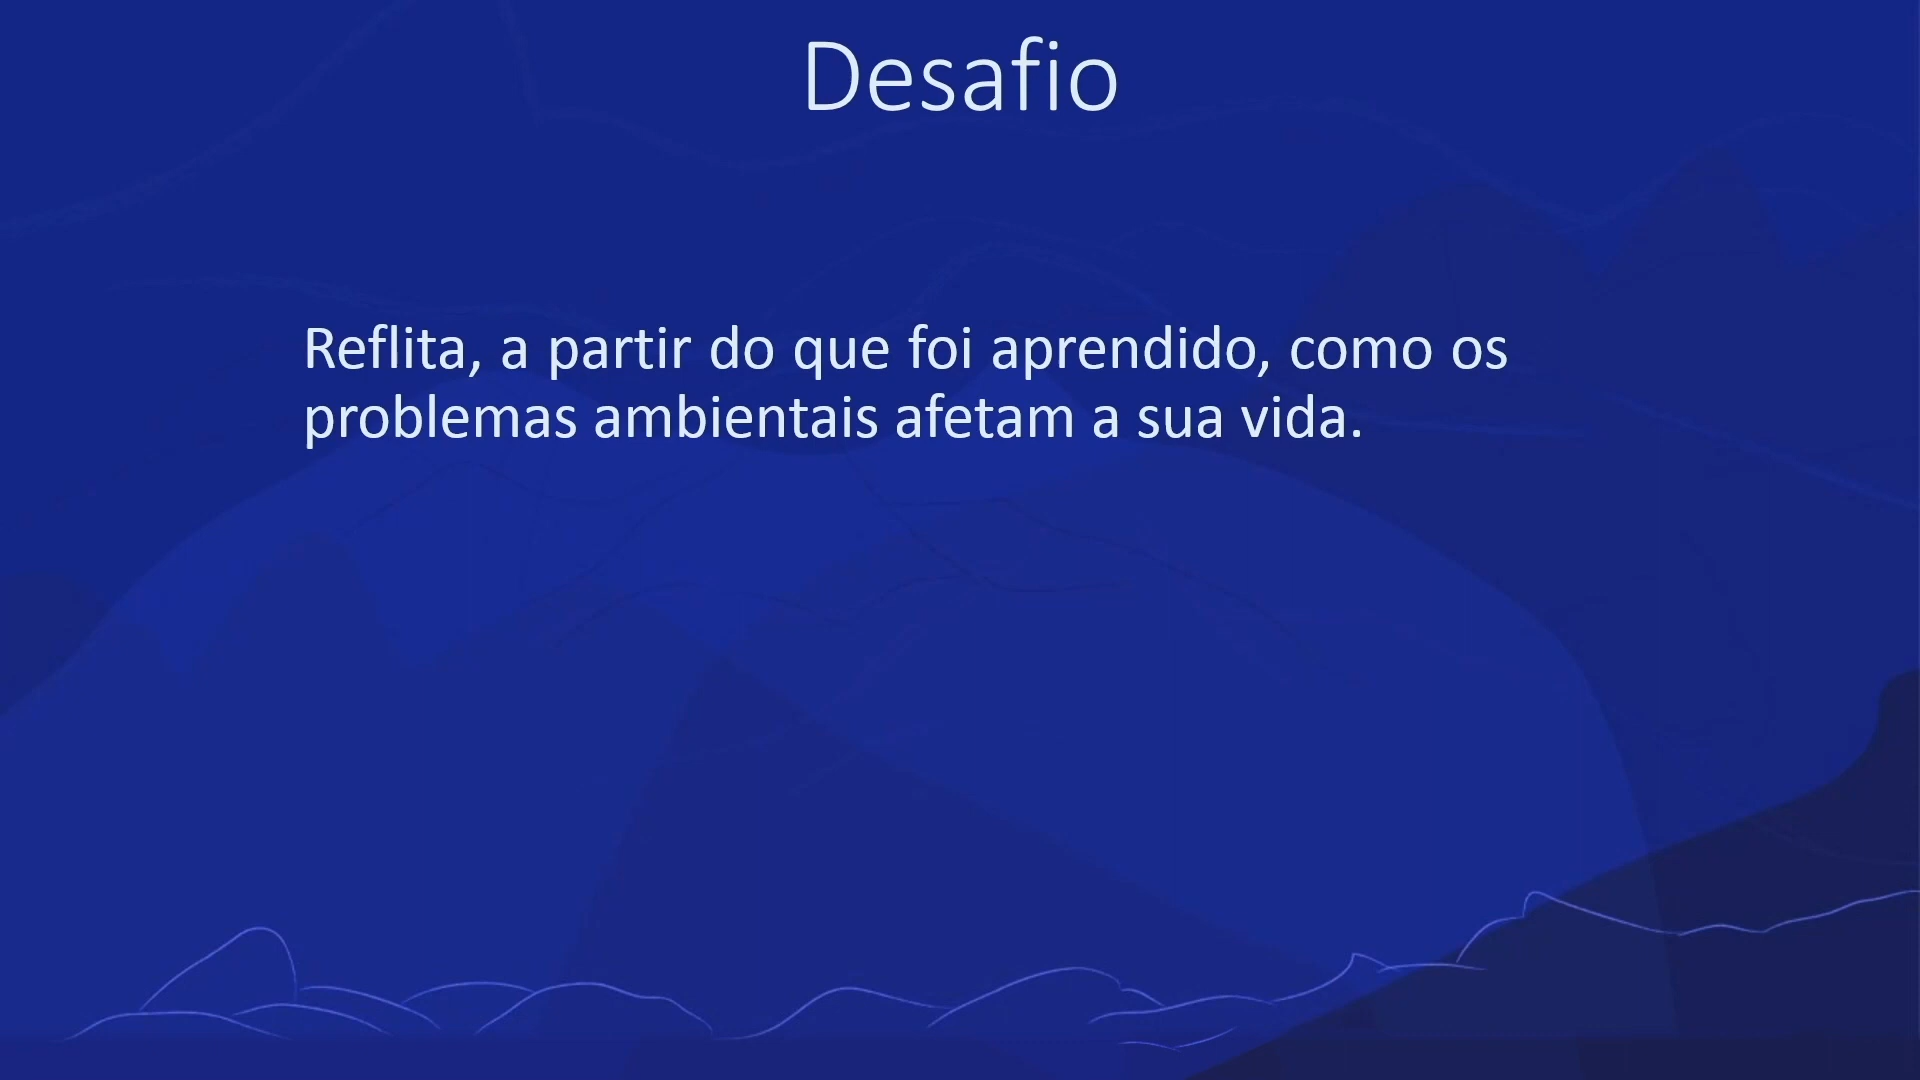 Desafio
Reflita, a partir do que foi aprendido, como os
problemas ambientais afetam a sua vida.